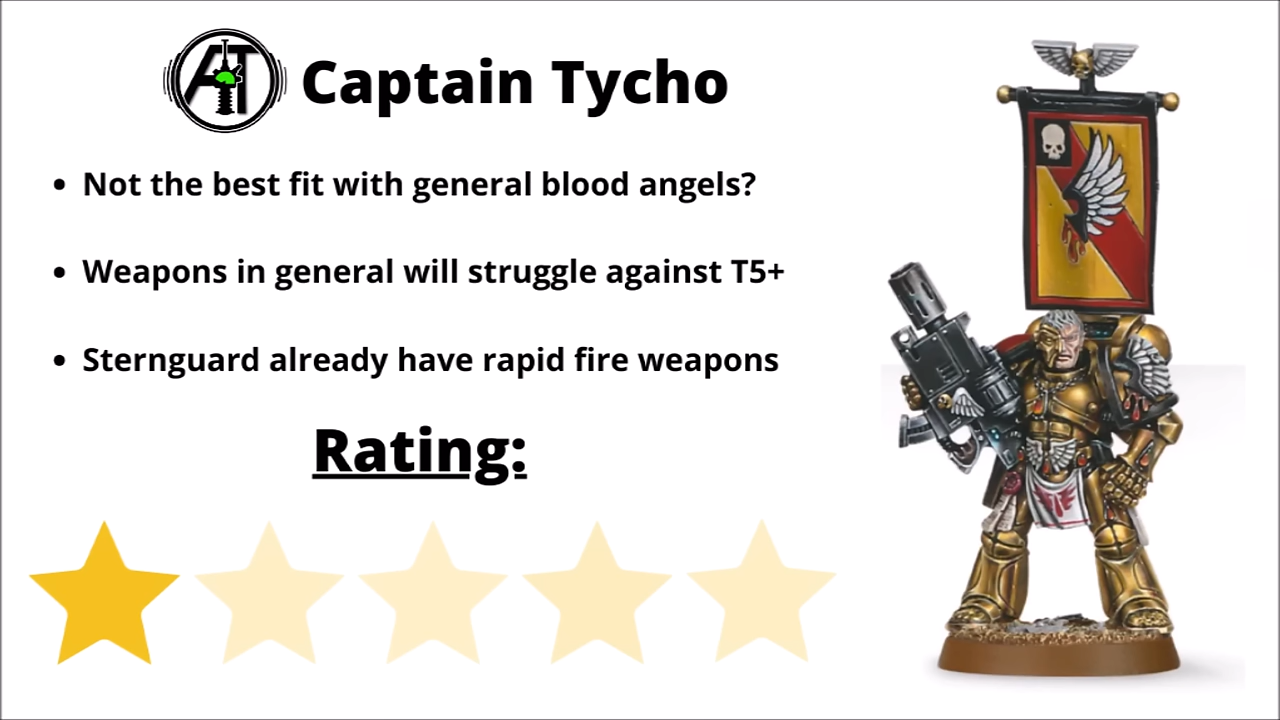 AT
Captain Tycho
• Not the best fit with general blood angels?
• Weapons in general will struggle against T5+
• Sternguard already have rapid fire weapons
Rating: